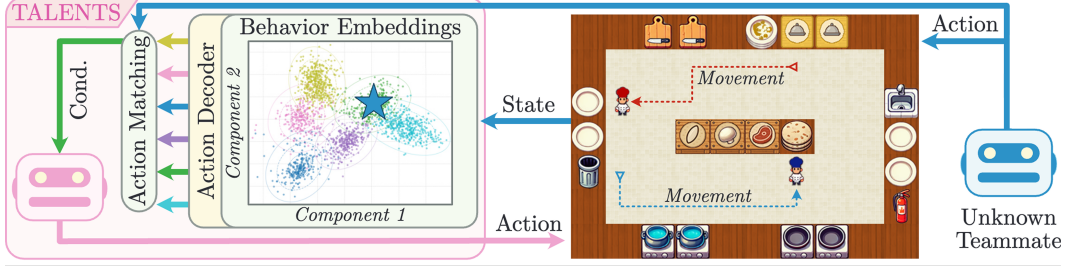 TALENTS
Cond.
Action Matching
Action Decoder
Behavior Embeddings
Component 2
Component 1
State
Action
Movement
Movement
Action
Unknown
Teammate